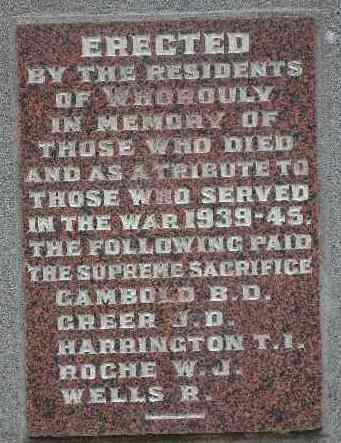 ERECTED
BY THE RESIDENTS
OF WHOROULY
IN MEMORY OF
THOSE WHO DIED
AND AS A TRIBUTE TO
THOSE WHO SERVED
IN THE WAR 1939-45.
THE FOLLOWING PAID
THE SUPREME SACRIFICE
GAMBOLD B.D.
GREER J.D.
HARRINGTON T.I.
ROCHE W.J.
WELLS R.